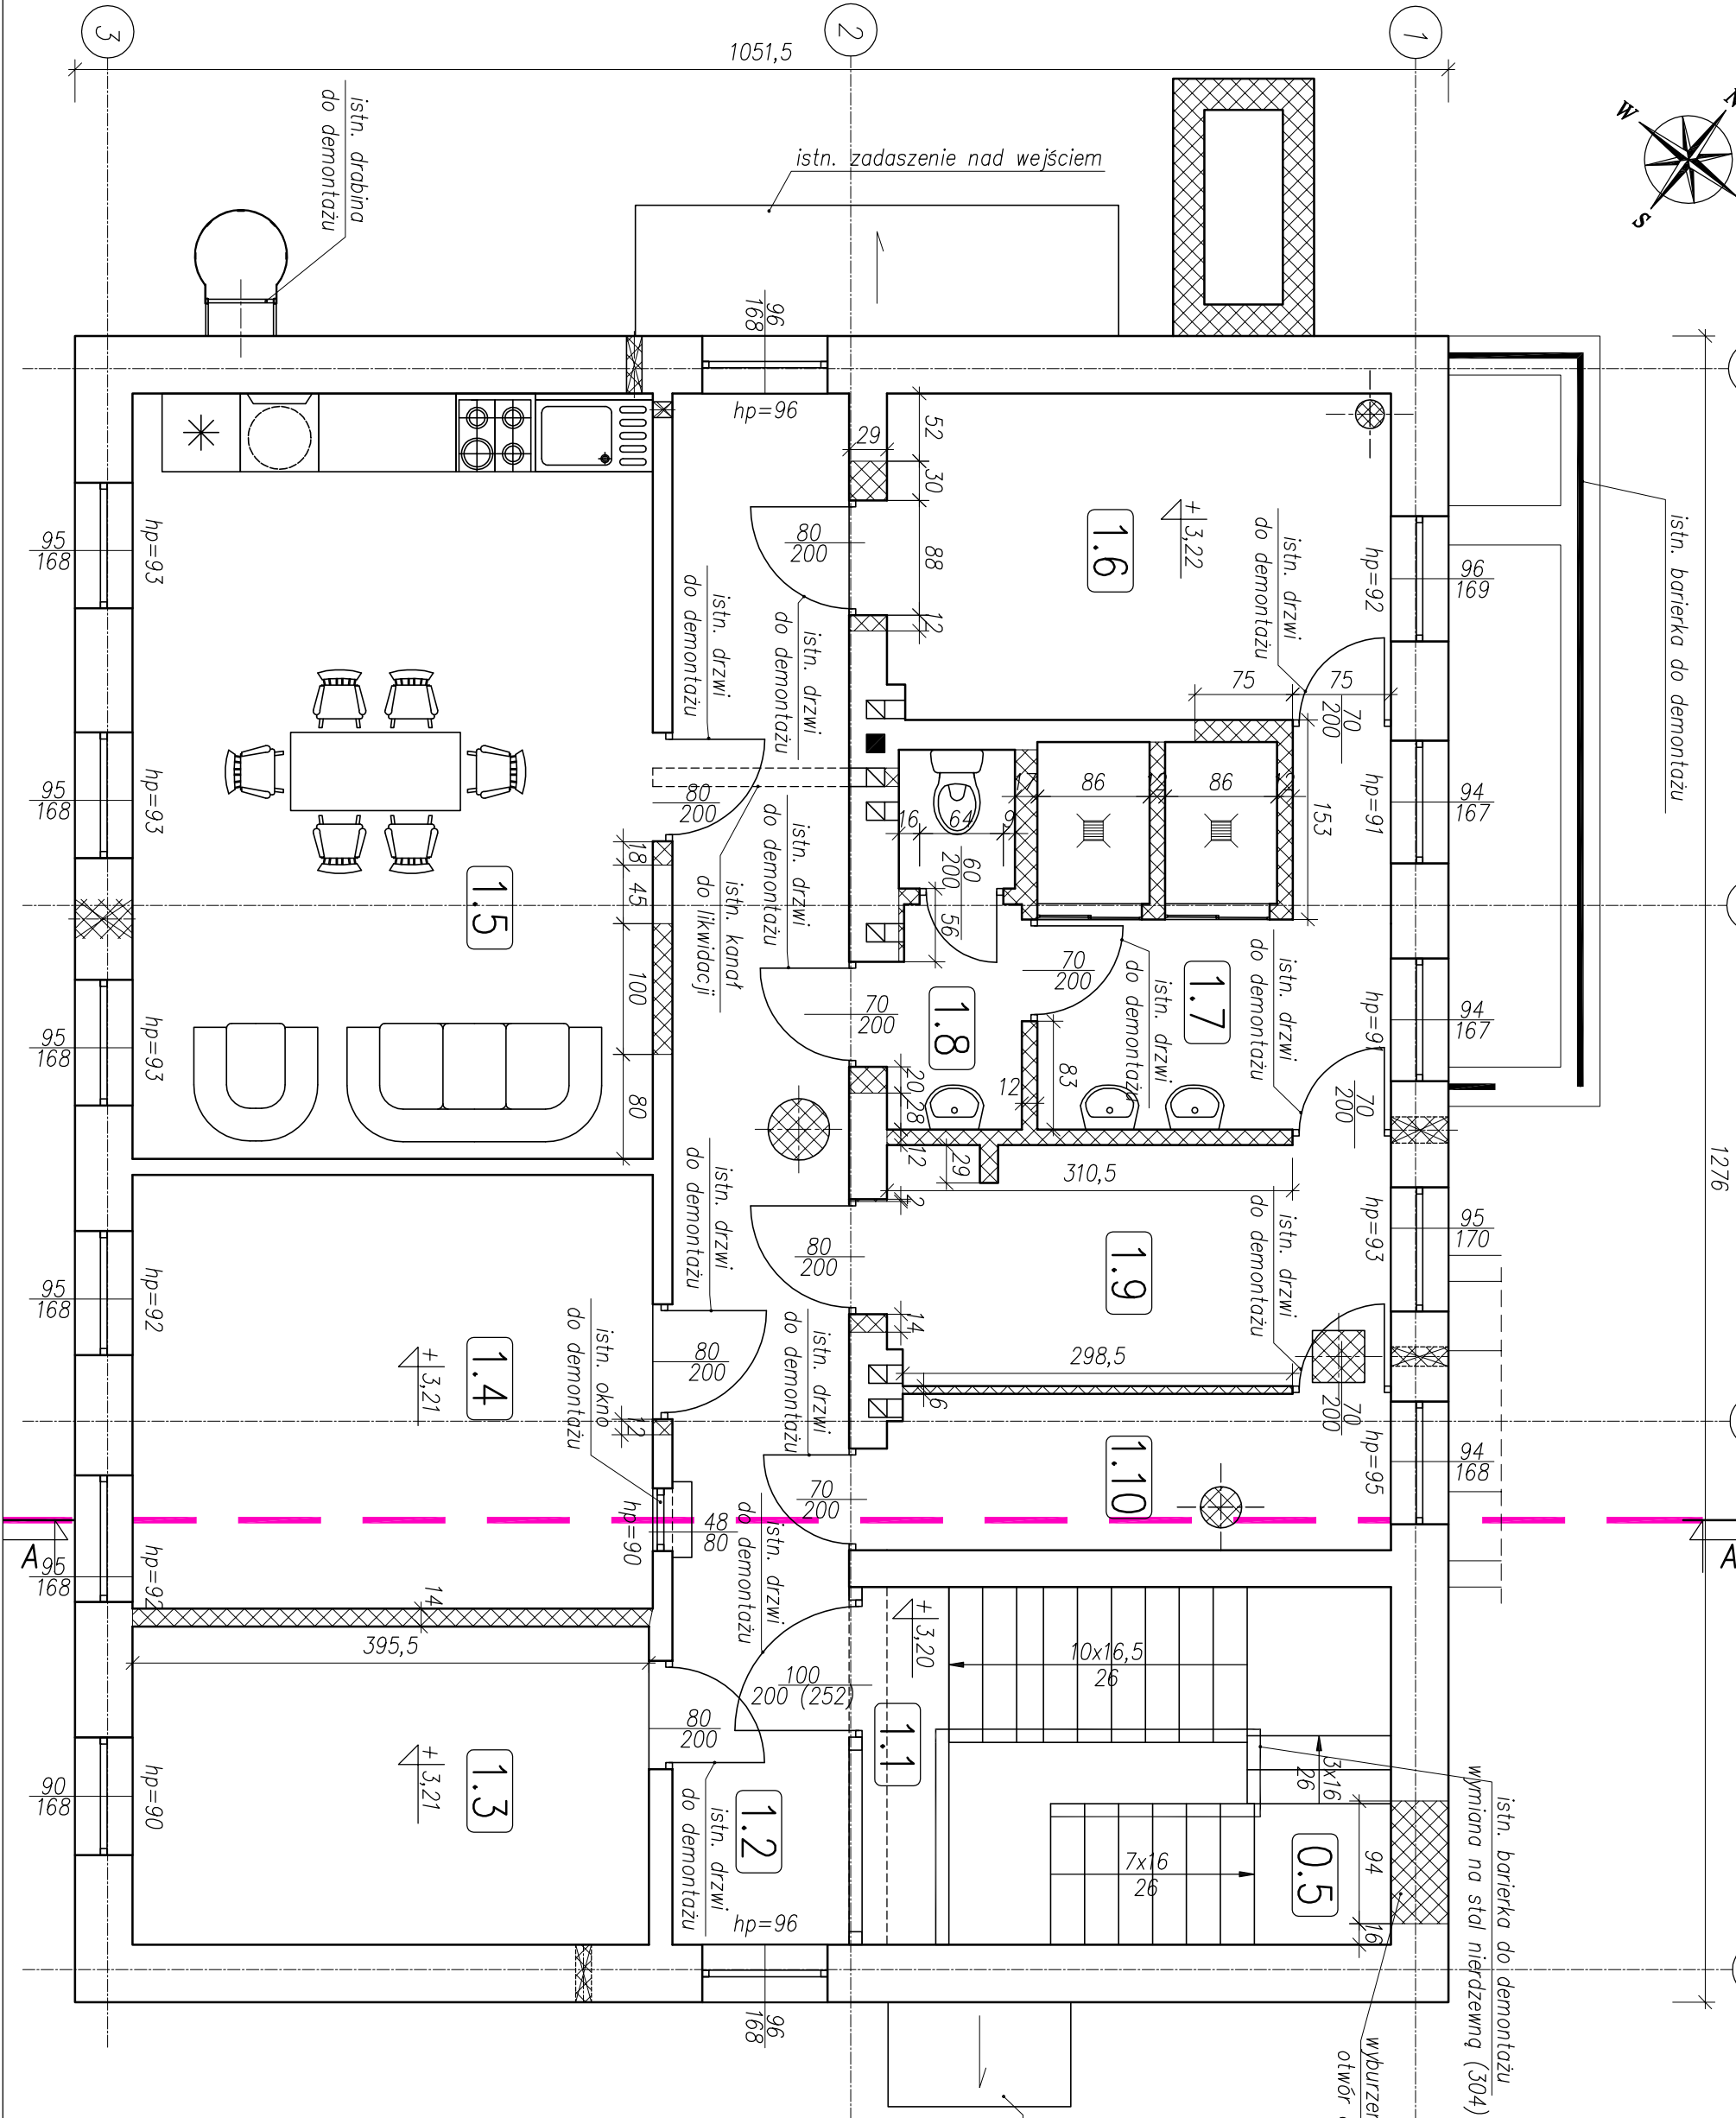 3
2
1
1051,5
N
W
S
istn. drabina
do demontażu
istn. zadaszenie nad wejściem
istn. barierka do demontażu
96
168
hp=96
52
29
30
88
12
80
200
1.6
+ 3,22
istn. drzwi
do demontażu
hp=92
96
169
75
75
70
200
hp=91
94
167
hp=93
95
168
istn. drzwi
do demontażu
istn. drzwi
do demontażu
hp=93
95
168
80
200
17
86
12
86
12
153
16
64
9
60
200
56
istn. drzwi
do demontażu
istn. kanał
do likwidacji
1.5
18
45
100
80
70
200
1.8
70
200
istn. drzwi
do demontażu
1.7
istn. drzwi
do demontażu
hp=91
94
167
hp=93
95
168
20
28
12
83
12
29
2
310,5
70
200
1276
istn. drzwi
do demontażu
80
200
1.9
istn. drzwi
do demontażu
hp=93
95
170
hp=92
95
168
istn. okno
do demontażu
1.4
+ 3,21
80
200
12
istn. drzwi
do demontażu
14
298,5
6
70
200
1.10
hp=95
94
168
70
200
48
80
hp=90
istn. drzwi
do demontażu
A
A
95
168
hp=92
14
395,5
100
200 (252)
+ 3,20
10x16,5
26
1.1
3x16
26
80
200
1.3
+ 3,21
hp=90
90
168
istn. drzwi
do demontażu
1.2
hp=96
96
168
7x16
26
0.5
94
16
istn. barierka do demontażu
wymiana na stal nierdzewną (304)
otwór